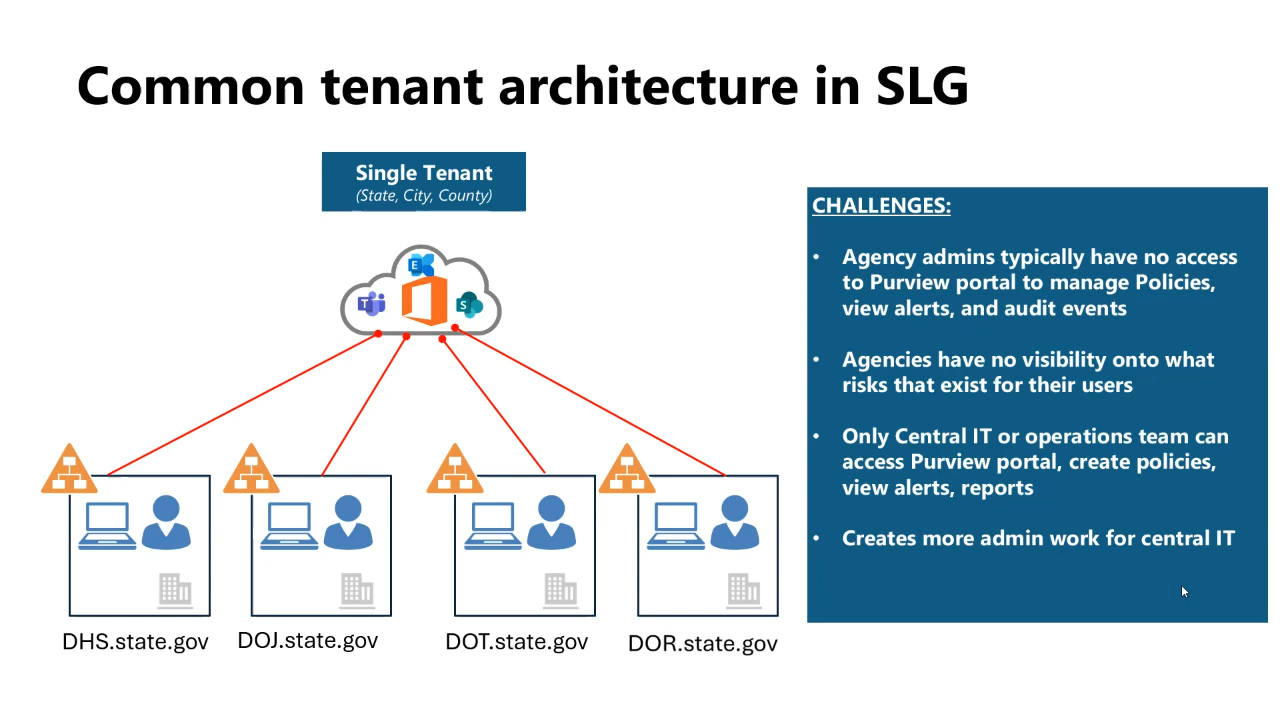 Common tenant architecture in SLG
Single Tenant
(State, City, County)
E
T
S
DHS.state.gov
DOJ.state.gov
DOT.state.gov
DOR.state.gov
CHALLENGES:
• Agency admins typically have no access
to Purview portal to manage Policies,
view alerts, and audit events
• Agencies have no visibility onto what
risks that exist for their users
• Only Central IT or operations team can
access Purview portal, create policies,
view alerts, reports
• Creates more admin work for central IT